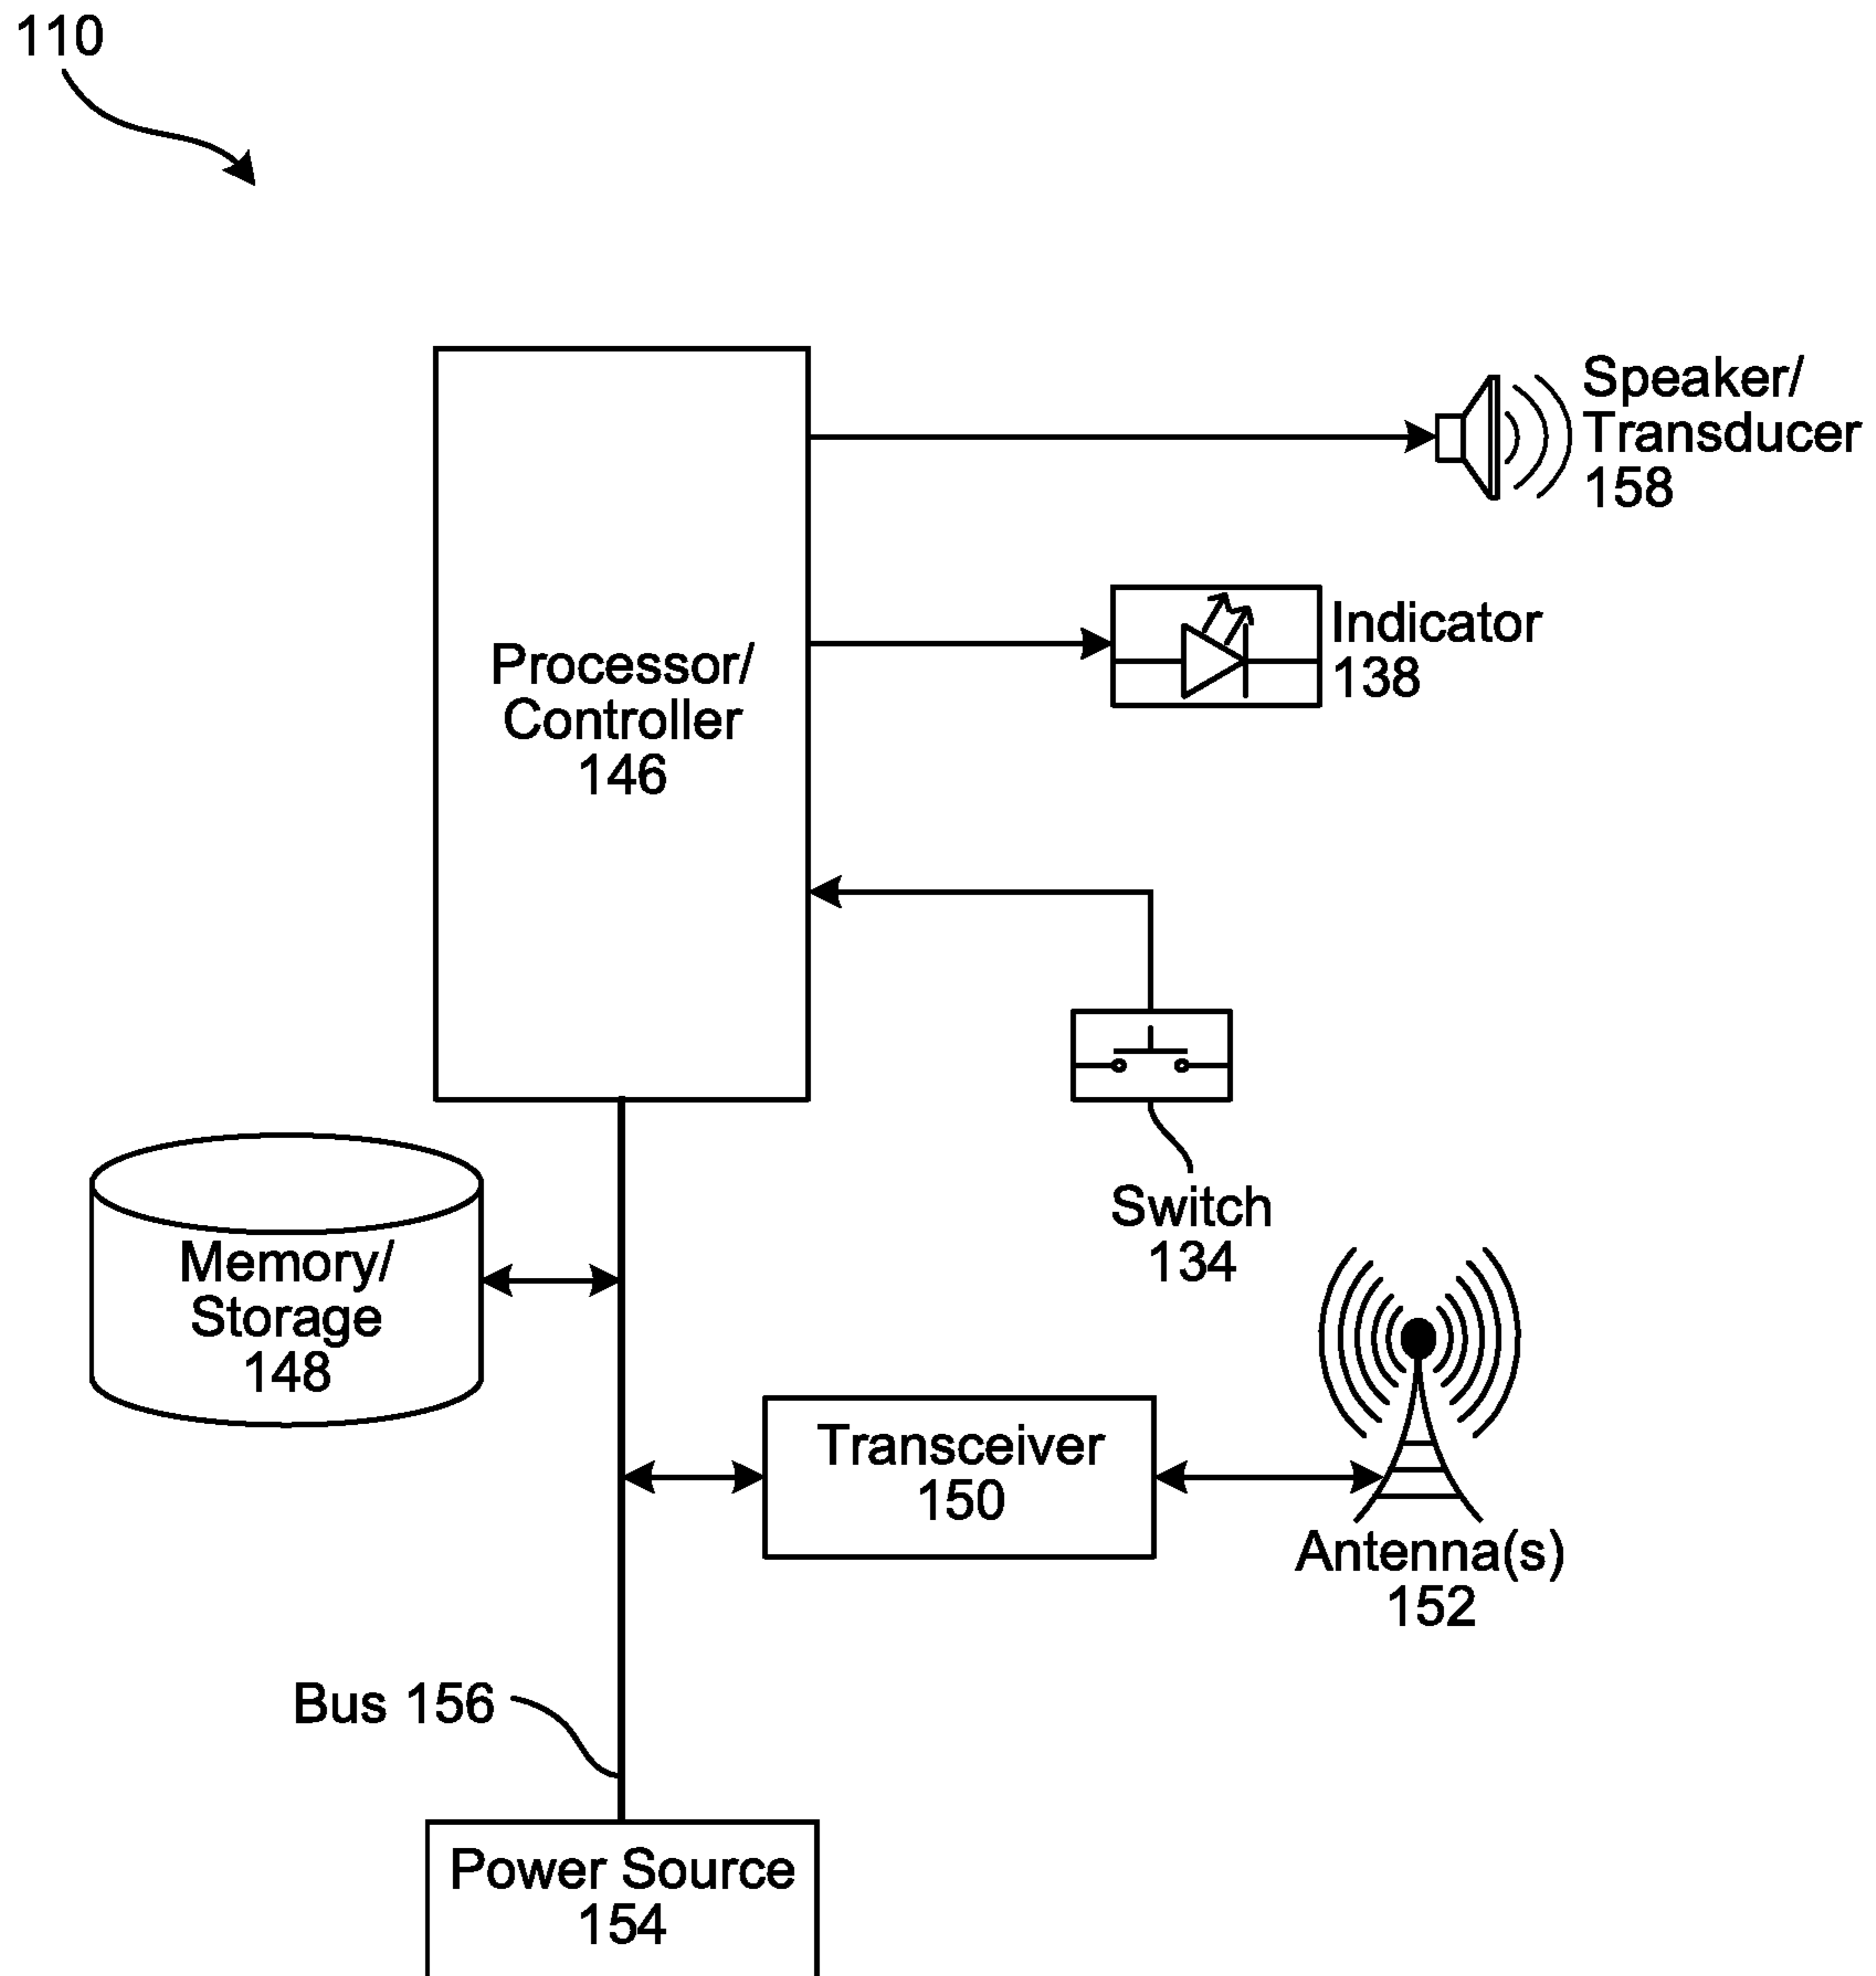 110
Speaker/
Transducer
158
Indicator
138
Processor/
Controller
146
Switch
134
Memory/
Storage
148
Transceiver
150
Antenna(s)
152
Bus 156
Power Source
154